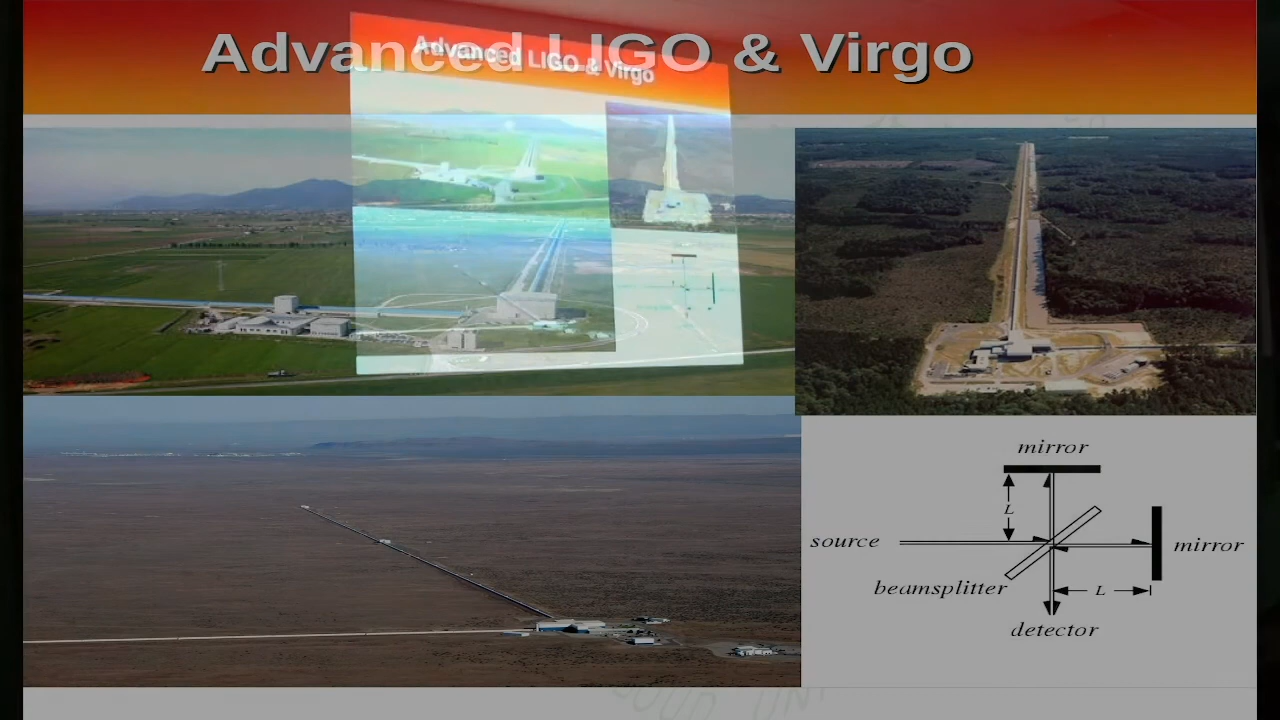 Advanced LIGO & Virgo
Advanced LIGO & Virgo
mirror
L
source
mirror
beamsplitter
L
detector